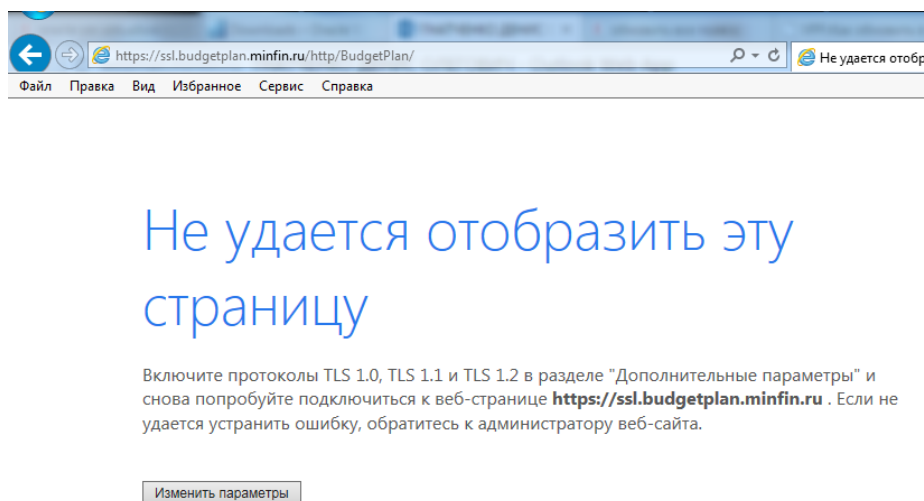 https://ssl.budgetplan.minfin.ru/http/BudgetPlan/
Не удается отобр
Файл Правка Вид Избранное Сервис Справка
Не удается отобразить эту
страницу
Включите протоколы TLS 1.0, TLS 1.1 и TLS 1.2 в разделе "Дополнительные параметры" и
снова попробуйте подключиться к веб-странице https://ssl.budgetplan.minfin.ru . Если не
удается устранить ошибку, обратитесь к администратору веб-сайта.
Изменить параметры